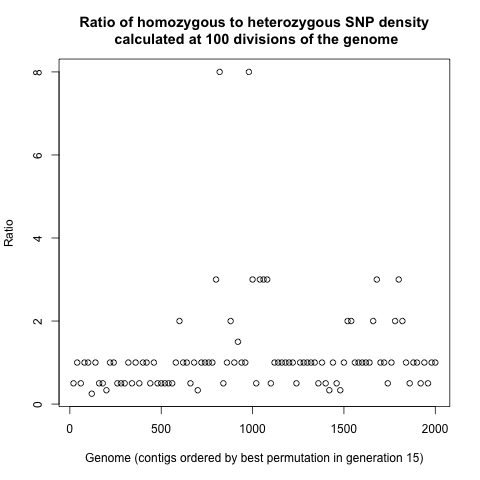 Ratio of homozygous to heterozygous SNP density
calculated at 100 divisions of the genome
8
6
4
2
0
Ratio
0 500 1000 1500 2000
Genome (contigs ordered by best permutation in generation 15)